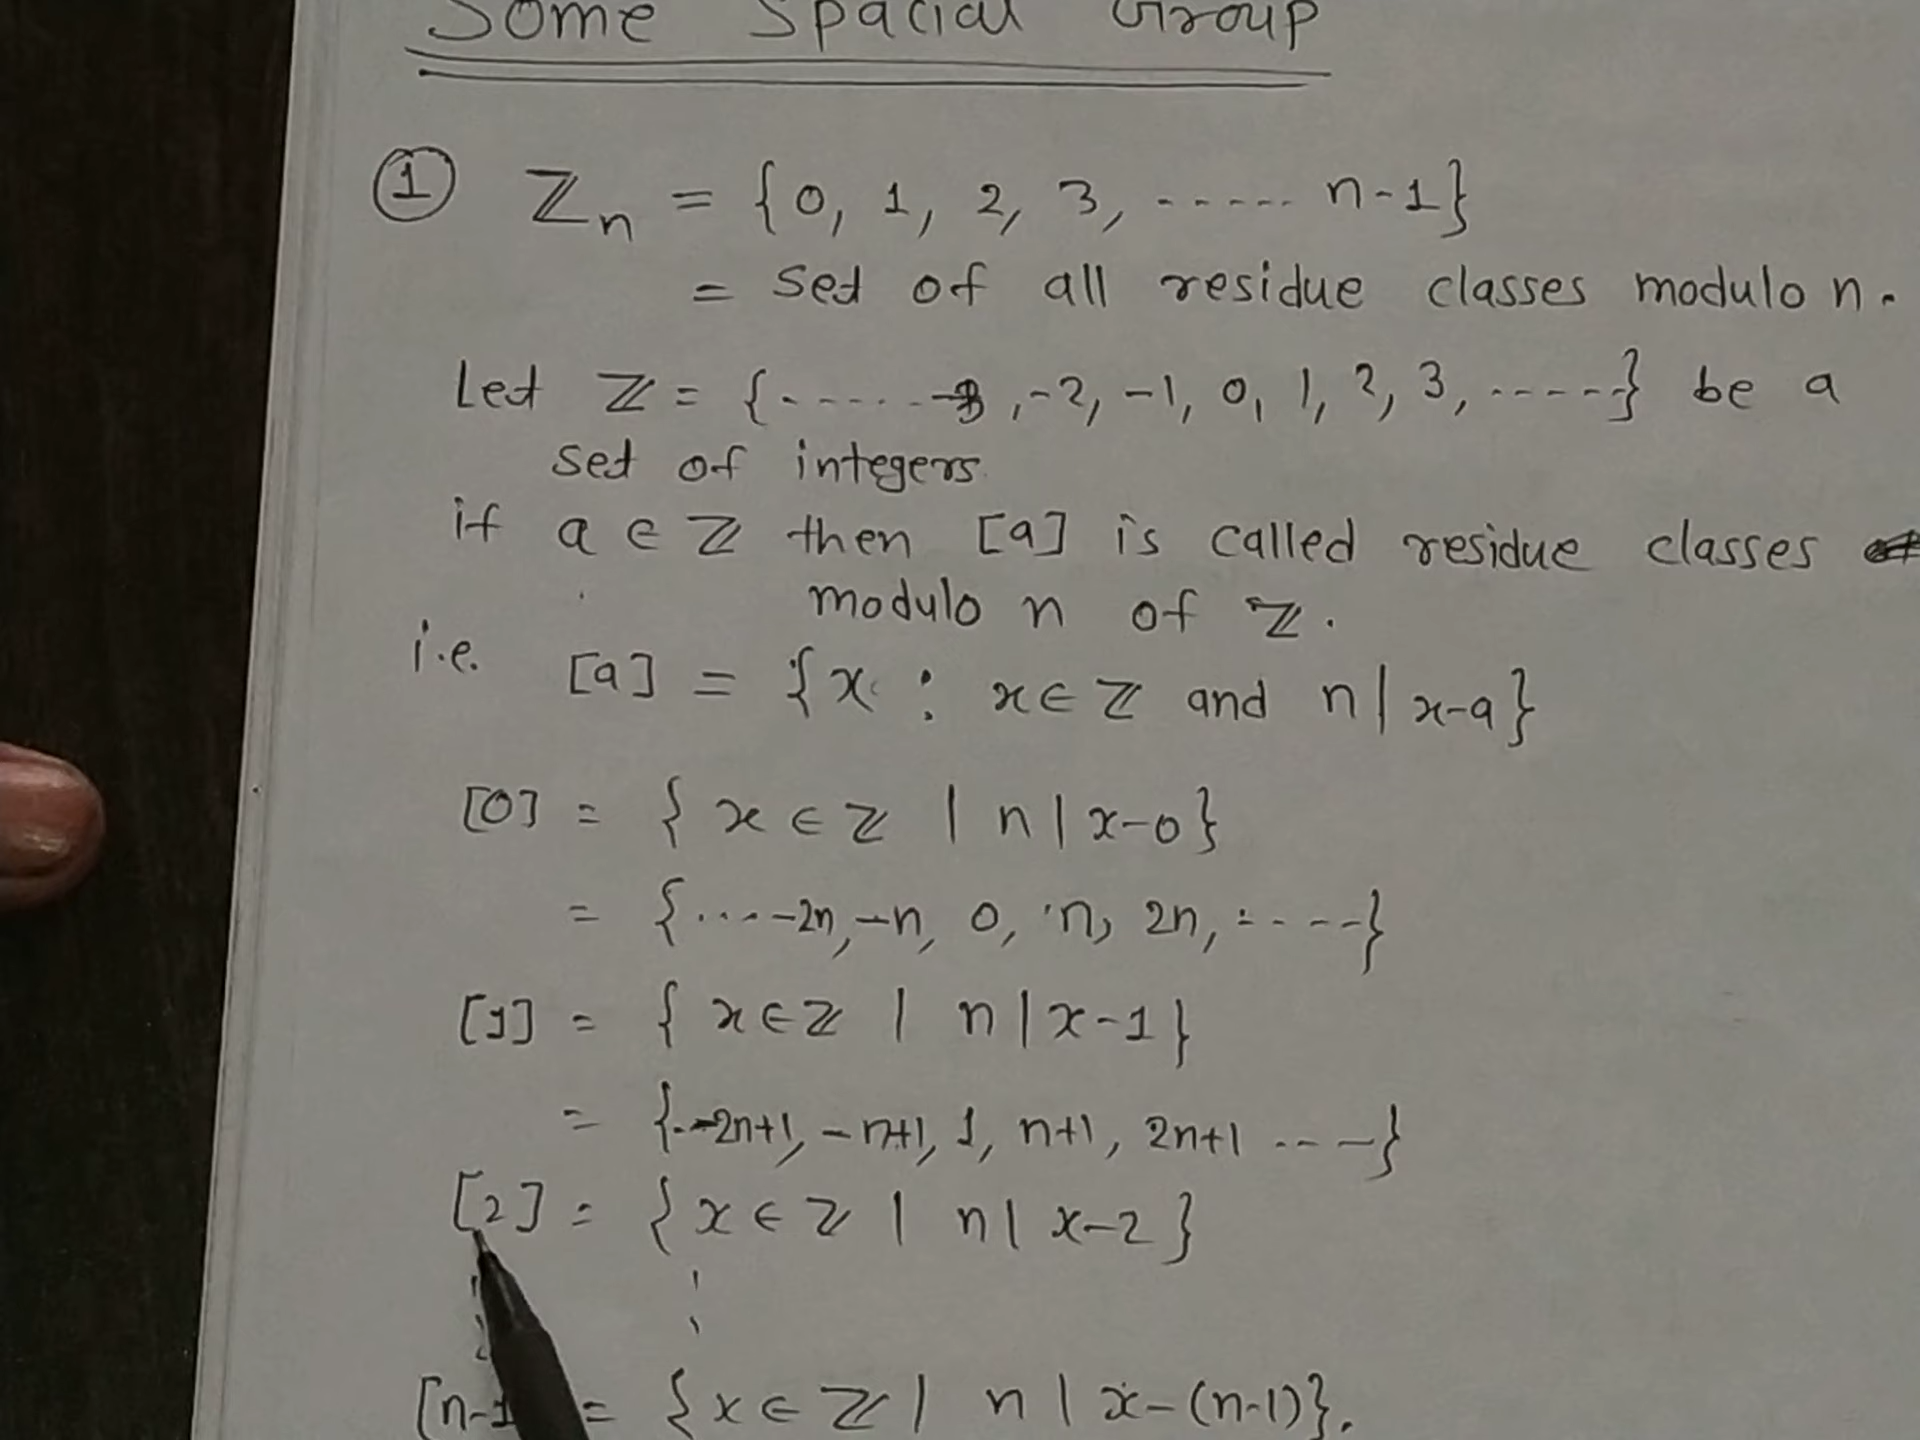 Some Spacial Group
① ℤn = {0, 1, 2, 3, ----- n-1}
= set of all residue classes modulo n.
Let ℤ = {------ -3, -2, -1, 0, 1, 2, 3, -----} be a
set of integers.
if a ∈ ℤ then [a] is called residue classes
modulo n of ℤ.
i.e. [a] = {x : x ∈ ℤ and n | x-a}
[0] = { x ∈ ℤ | n | x-0}
= {.... -2n, -n, 0, n, 2n, -----}
[1] = { x ∈ ℤ | n | x-1}
= {.. -2n+1, -n+1, 1, n+1, 2n+1 ---}
[2] = {x ∈ ℤ | n | x-2}
[n-1 = {x ∈ ℤ | n | x-(n-1)}.